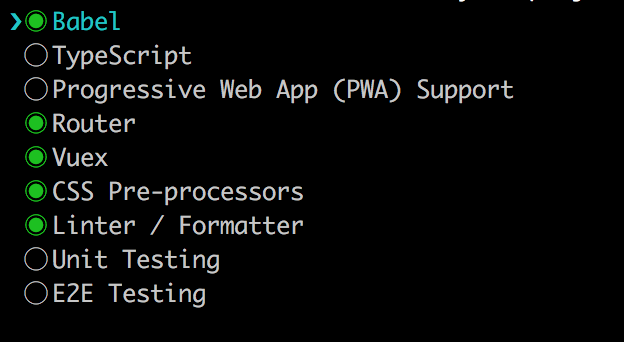 ❯◉Babel
◯TypeScript
◯Progressive Web App (PWA) Support
◉Router
◉Vuex
◉CSS Pre-processors
◉Linter / Formatter
◯Unit Testing
◯E2E Testing